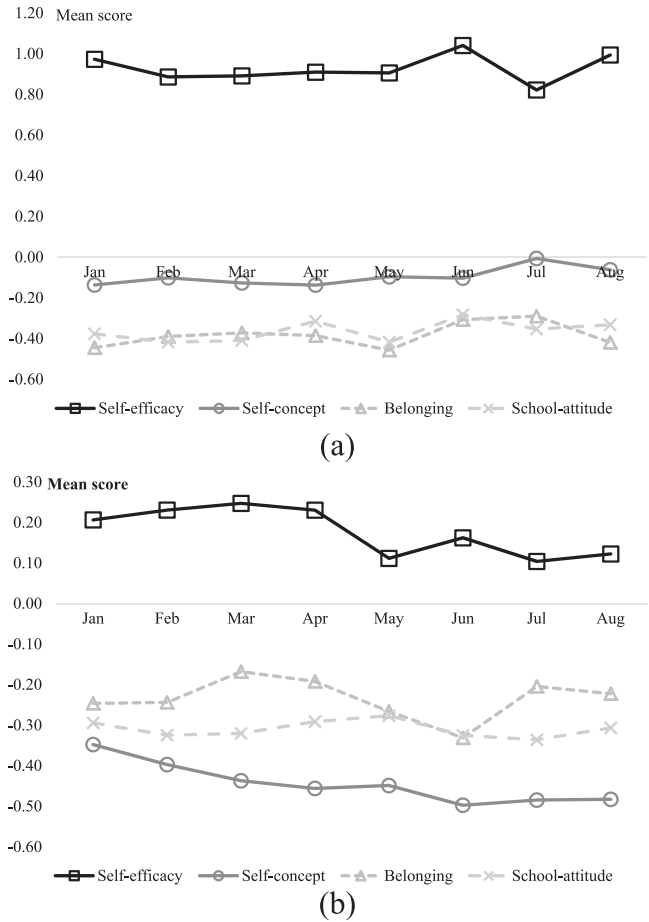 1.20
Mean score
1.00
0.80
0.60
0.40
0.20
0.00
Jan Feb Mar Apr May Jun Jul Aug
-0.20
-0.40
-0.60
Self-efficacy Self-concept Belonging School-attitude
(a)
0.30 Mean score
0.20
0.10
0.00
Jan Feb Mar Apr May Jun Jul Aug
-0.10
-0.20
-0.30
-0.40
-0.50
-0.60
Self-efficacy Self-concept Belonging School-attitude
(b)